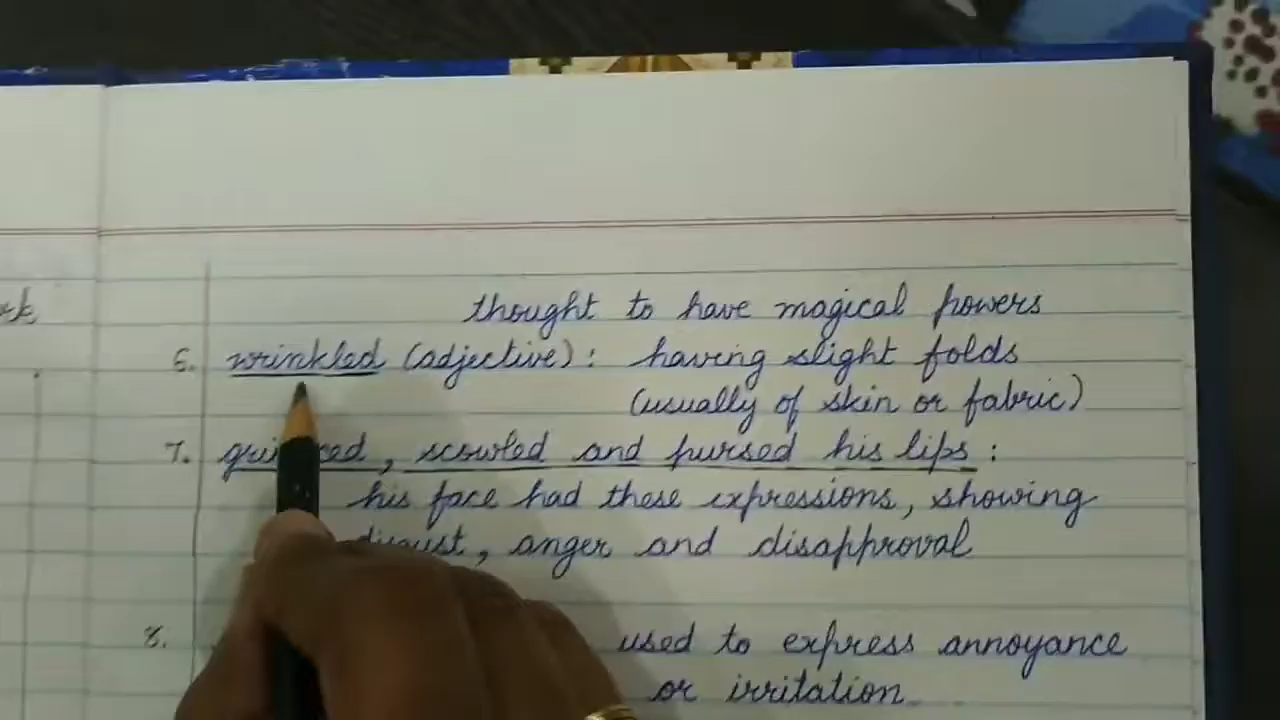 thought to have magical powers
6. wrinkled (adjective): having slight folds
(usually of skin or fabric)
7. , scowled and pursed his lips :
his face had these expressions, showing
disgust, anger and disapproval
8. used to express annoyance
or irritation